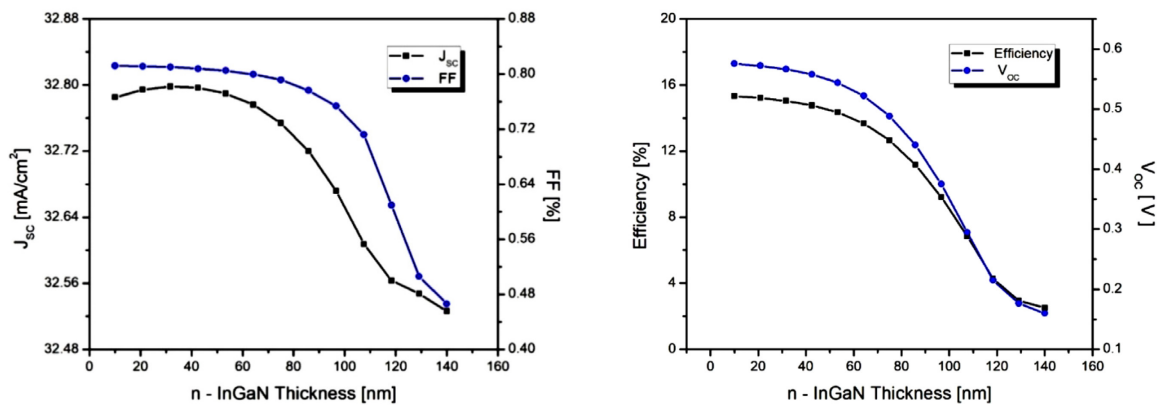 32.88
32.80
32.72
32.64
32.56
32.48
J_SC [mA/cm²]
0.88
0.80
0.72
0.64
0.56
0.48
0.40
FF [%]
J_SC
FF
0 20 40 60 80 100 120 140 160
n - InGaN Thickness [nm]
20
16
12
8
4
0
Efficiency [%]
0.6
0.5
0.4
0.3
0.2
0.1
V_OC [ V ]
Efficiency
V_OC
0 20 40 60 80 100 120 140 160
n - InGaN Thickness [nm]